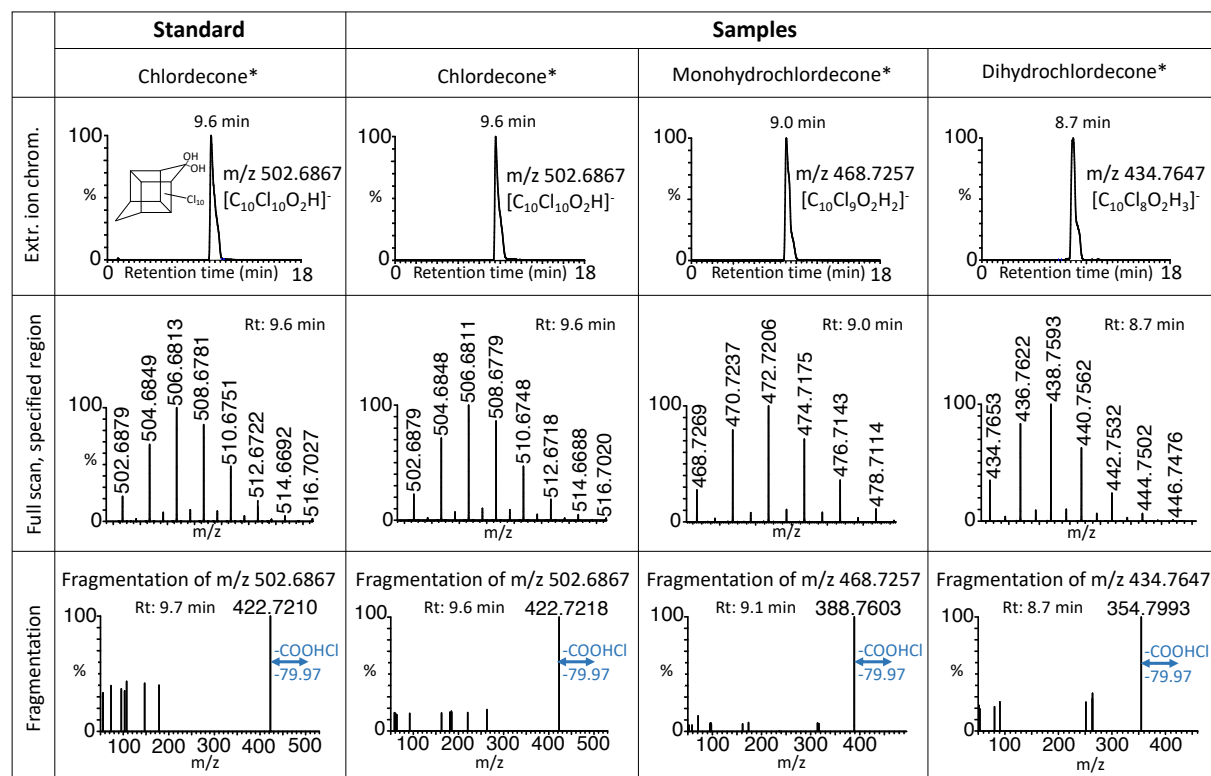 Standard
Samples
Chlordecone*
Chlordecone*
Monohydrochlordecone*
Dihydrochlordecone*
Extr. ion chrom.
9.6 min
100
%
0
OH
OH
Cl10
m/z 502.6867
[C10Cl10O2H]-
0
Retention time (min)
18
9.6 min
100
%
0
m/z 502.6867
[C10Cl10O2H]-
0
Retention time (min)
18
9.0 min
100
%
0
m/z 468.7257
[C10Cl9O2H2]-
0
Retention time (min)
18
8.7 min
100
%
0
m/z 434.7647
[C10Cl8O2H3]-
0
Retention time (min)
18
Full scan, specified region
Rt: 9.6 min
100
%
0
502.6879
504.6849
506.6813
508.6781
510.6751
512.6722
514.6692
516.7027
m/z
Rt: 9.6 min
100
%
0
502.6879
504.6848
506.6811
508.6779
510.6748
512.6718
514.6688
516.7020
m/z
Rt: 9.0 min
100
%
0
468.7269
470.7237
472.7206
474.7175
476.7143
478.7114
m/z
Rt: 8.7 min
100
%
0
434.7653
436.7622
438.7593
440.7562
442.7532
444.7502
446.7476
m/z
Fragmentation
Fragmentation of m/z 502.6867
Rt: 9.7 min
422.7210
100
-COOHCl
-79.97
%
0
100 200 300 400 500
m/z
Fragmentation of m/z 502.6867
Rt: 9.6 min
422.7218
100
-COOHCl
-79.97
%
0
100 200 300 400 500
m/z
Fragmentation of m/z 468.7257
Rt: 9.1 min
388.7603
100
-COOHCl
-79.97
%
0
100 200 300 400
m/z
Fragmentation of m/z 434.7647
Rt: 8.7 min
354.7993
100
-COOHCl
-79.97
%
0
100 200 300 400
m/z